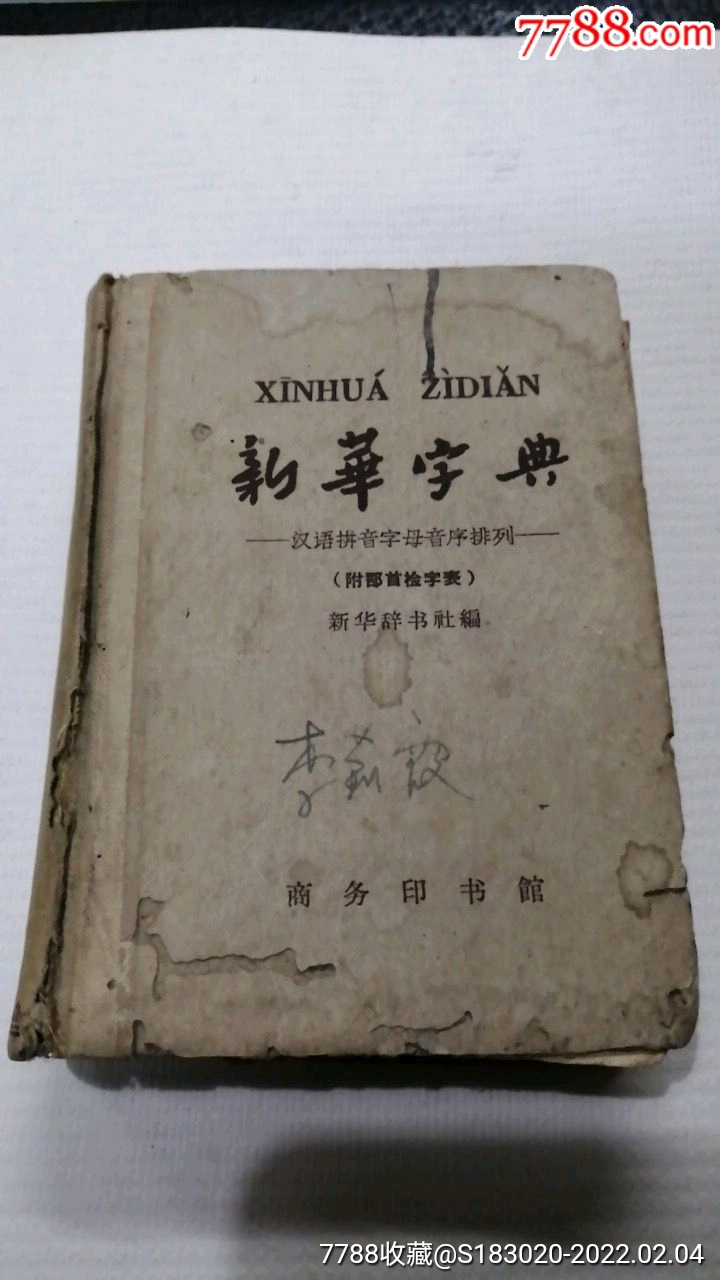 7788.com
XĪNHUÁ ZÌDIǍN
新華字典
——汉语拼音字母音序排列——
(附部首检字表)
新华辞书社編
李
商务印书館
7788收藏@S183020-2022.02.04